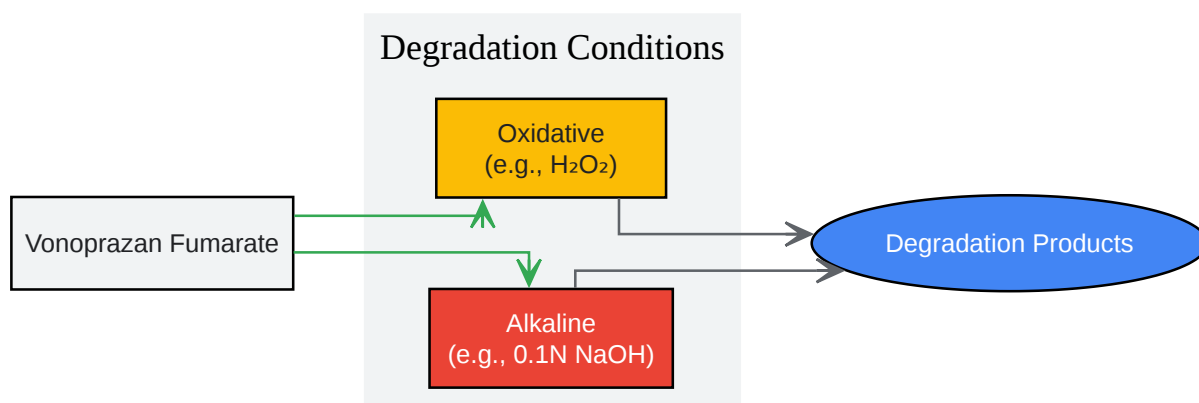 Degradation Conditions
Oxidative
(e.g., H₂O₂)
Vonoprazan Fumarate
Degradation Products
Alkaline
(e.g., 0.1N NaOH)